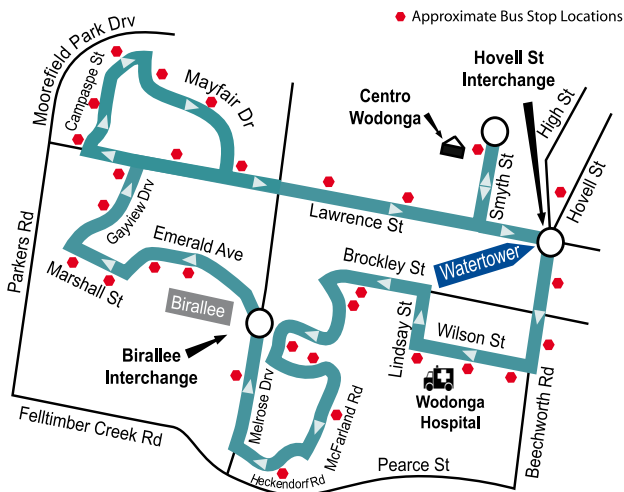 Approximate Bus Stop Locations
Moorefield Park Drv
Campaspe St
Mayfair Dr
Hovell St
Interchange
Centro
Wodonga
High St
Hovell St
Smyth St
Lawrence St
Gayview Drv
Parkers Rd
Emerald Ave
Marshall St
Birallee
Brockley St
Watertower
Lindsay St
Wilson St
Birallee
Interchange
Melrose Drv
McFarland Rd
Wodonga
Hospital
Beechworth Rd
Felltimber Creek Rd
Heckendorf Rd
Pearce St